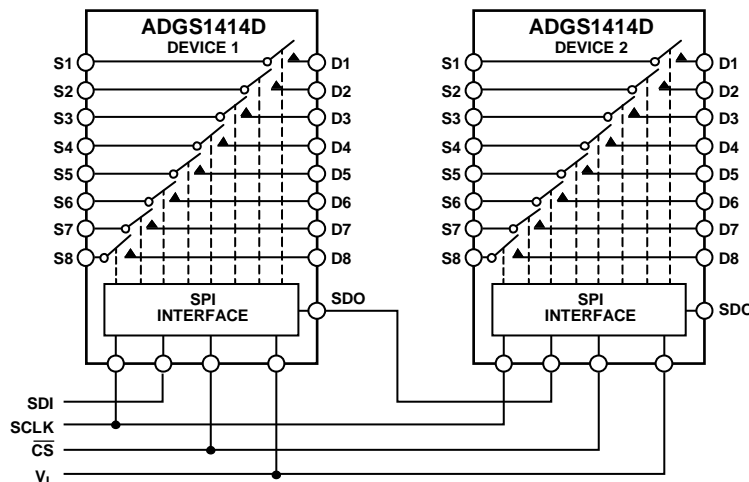 ADGS1414D
DEVICE 1
S1
S2
S3
S4
S5
S6
S7
S8
D1
D2
D3
D4
D5
D6
D7
D8
SPI
INTERFACE
SDO
ADGS1414D
DEVICE 2
S1
S2
S3
S4
S5
S6
S7
S8
D1
D2
D3
D4
D5
D6
D7
D8
SPI
INTERFACE
SDO
SDI
SCLK
CS